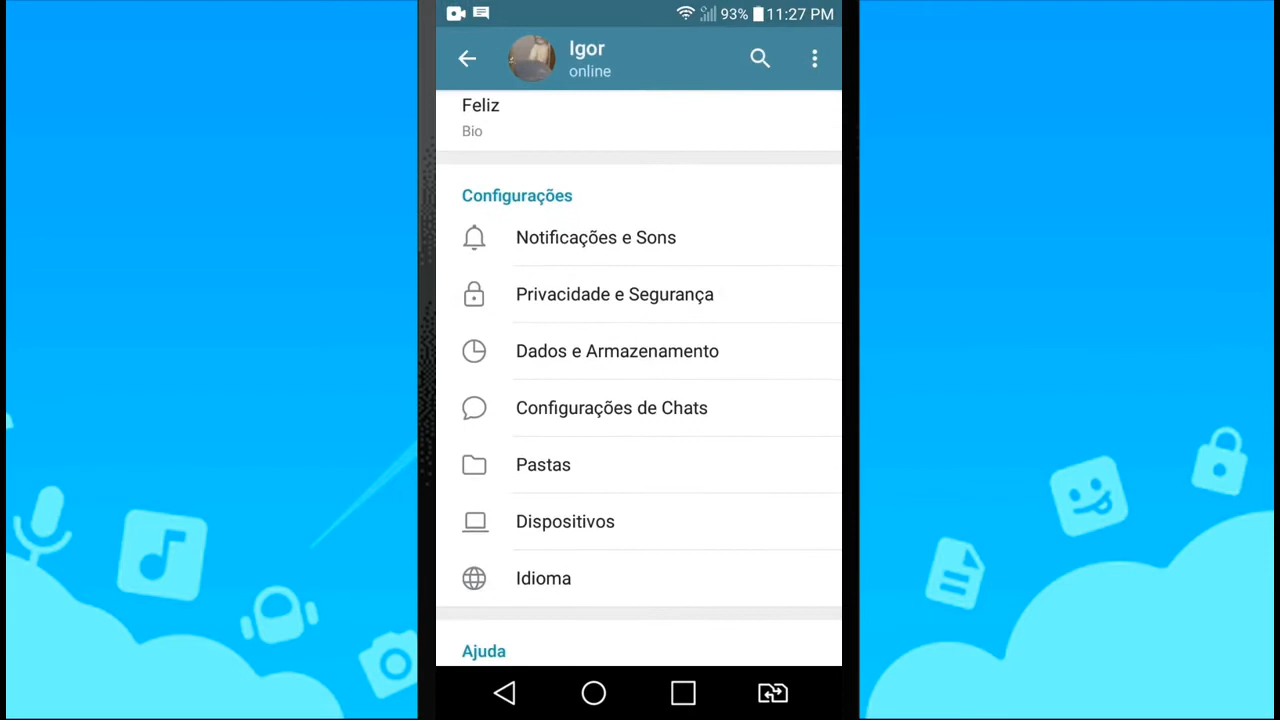 93% 11:27 PM
Igor
online
Feliz
Bio
Configurações
Notificações e Sons
Privacidade e Segurança
Dados e Armazenamento
Configurações de Chats
Pastas
Dispositivos
Idioma
Ajuda